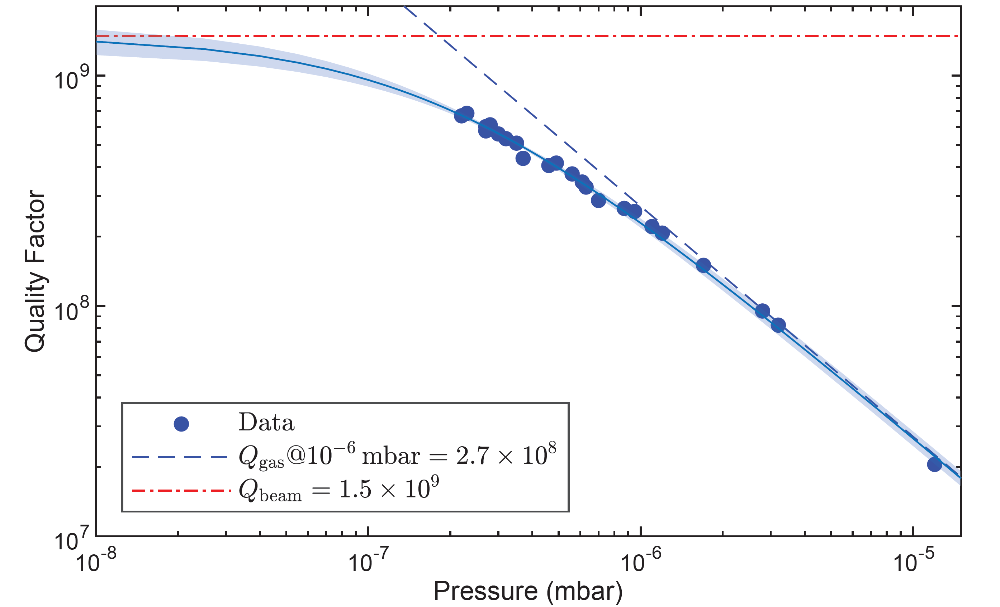 Quality Factor
10^9
10^8
10^7
10^-8
10^-7
10^-6
10^-5
Pressure (mbar)
Data
Q_gas@10^−6 mbar = 2.7 × 10^8
Q_beam = 1.5 × 10^9